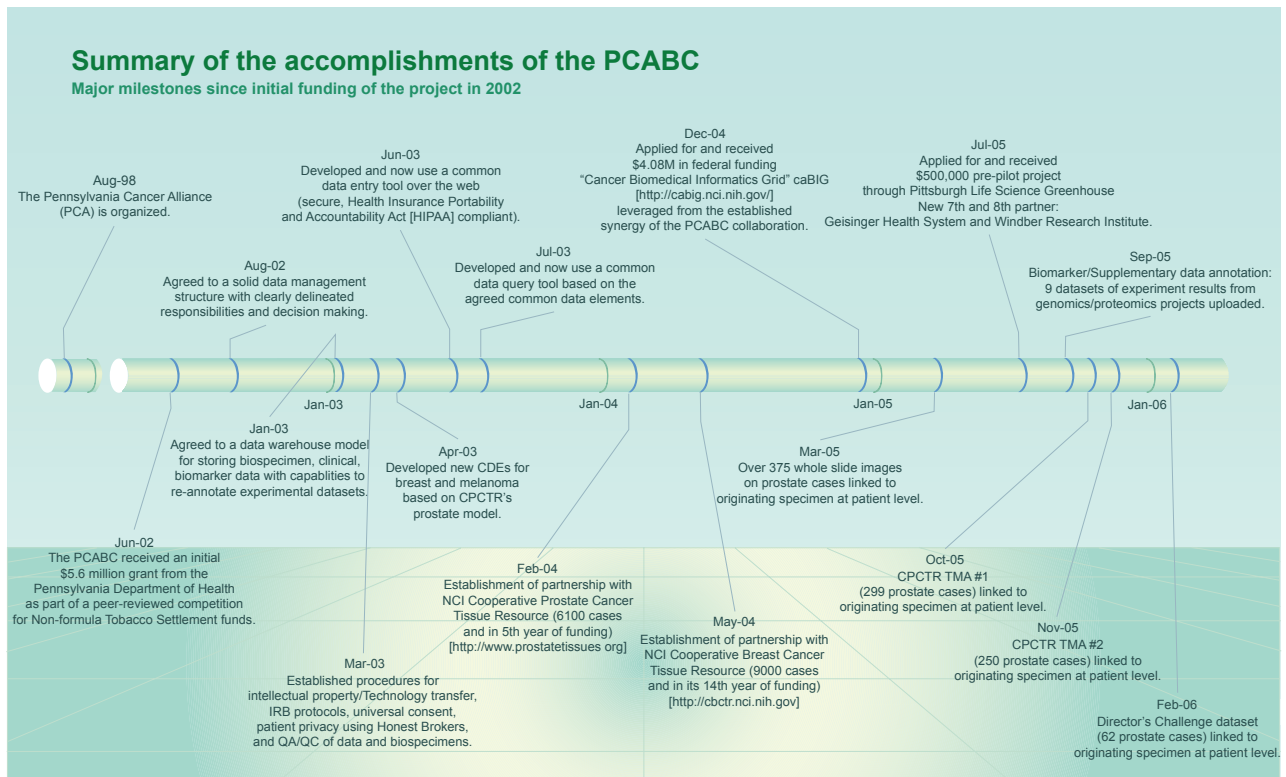 Summary of the accomplishments of the PCABC
Major milestones since initial funding of the project in 2002
Aug-98
The Pennsylvania Cancer Alliance
(PCA) is organized.
Jun-03
Developed and now use a common
data entry tool over the web
(secure, Health Insurance Portability
and Accountability Act [HIPAA] compliant).
Dec-04
Applied for and received
$4.08M in federal funding
“Cancer Biomedical Informatics Grid” caBIG
[http://cabig.nci.nih.gov/]
leveraged from the established
synergy of the PCABC collaboration.
Jul-05
Applied for and received
$500,000 pre-pilot project
through Pittsburgh Life Science Greenhouse
New 7th and 8th partner:
Geisinger Health System and Windber Research Institute.
Aug-02
Agreed to a solid data management
structure with clearly delineated
responsibilities and decision making.
Jul-03
Developed and now use a common
data query tool based on the
agreed common data elements.
Sep-05
Biomarker/Supplementary data annotation:
9 datasets of experiment results from
genomics/proteomics projects uploaded.
Jan-03
Jan-04
Jan-05
Jan-06
Jan-03
Agreed to a data warehouse model
for storing biospecimen, clinical,
biomarker data with capablities to
re-annotate experimental datasets.
Apr-03
Developed new CDEs for
breast and melanoma
based on CPCTR’s
prostate model.
Mar-05
Over 375 whole slide images
on prostate cases linked to
originating specimen at patient level.
Jun-02
The PCABC received an initial
$5.6 million grant from the
Pennsylvania Department of Health
as part of a peer-reviewed competition
for Non-formula Tobacco Settlement funds.
Feb-04
Establishment of partnership with
NCI Cooperative Prostate Cancer
Tissue Resource (6100 cases
and in 5th year of funding)
[http://www.prostatetissues org]
Oct-05
CPCTR TMA #1
(299 prostate cases) linked to
originating specimen at patient level.
Mar-03
Established procedures for
intellectual property/Technology transfer,
IRB protocols, universal consent,
patient privacy using Honest Brokers,
and QA/QC of data and biospecimens.
May-04
Establishment of partnership with
NCI Cooperative Breast Cancer
Tissue Resource (9000 cases
and in its 14th year of funding)
[http://cbctr.nci.nih.gov]
Nov-05
CPCTR TMA #2
(250 prostate cases) linked to
originating specimen at patient level.
Feb-06
Director’s Challenge dataset
(62 prostate cases) linked to
originating specimen at patient level.